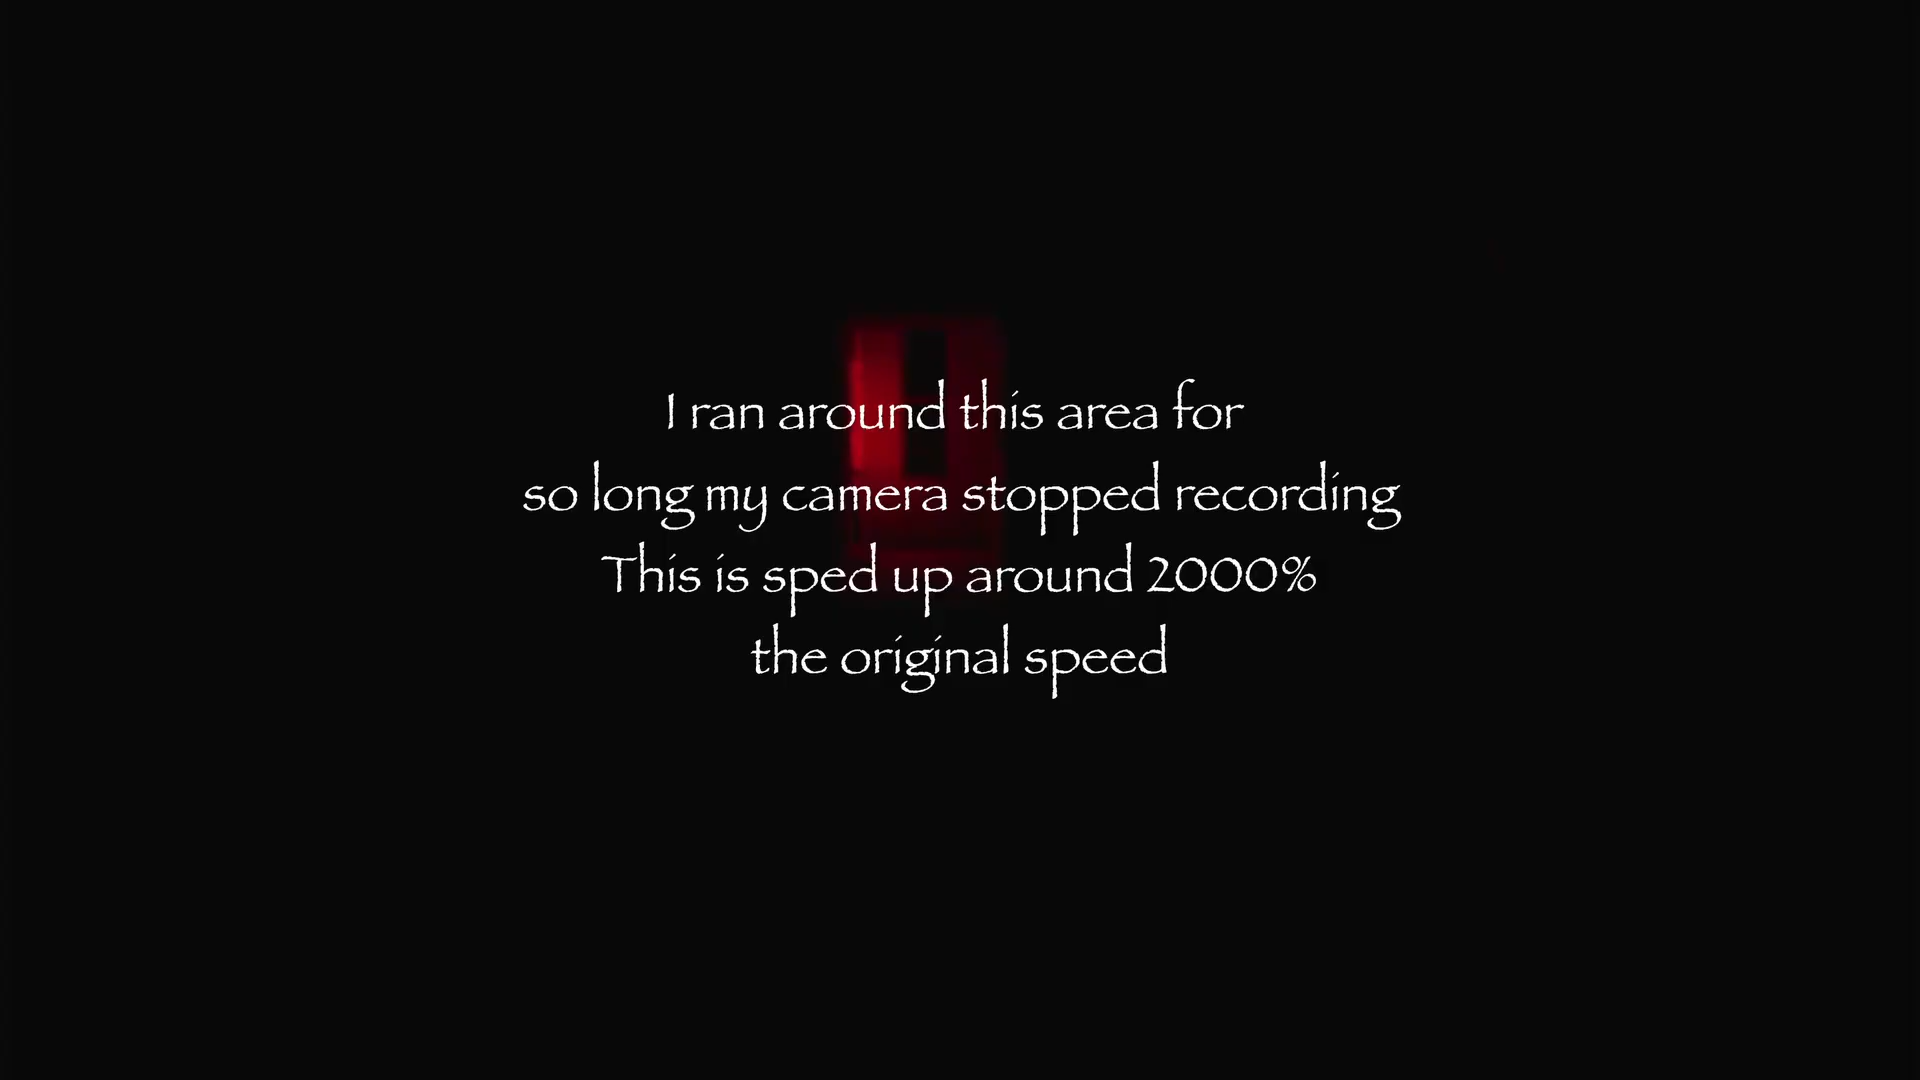 I ran around this area for
so long my camera stopped recording
This is sped up around 2000%
the original speed